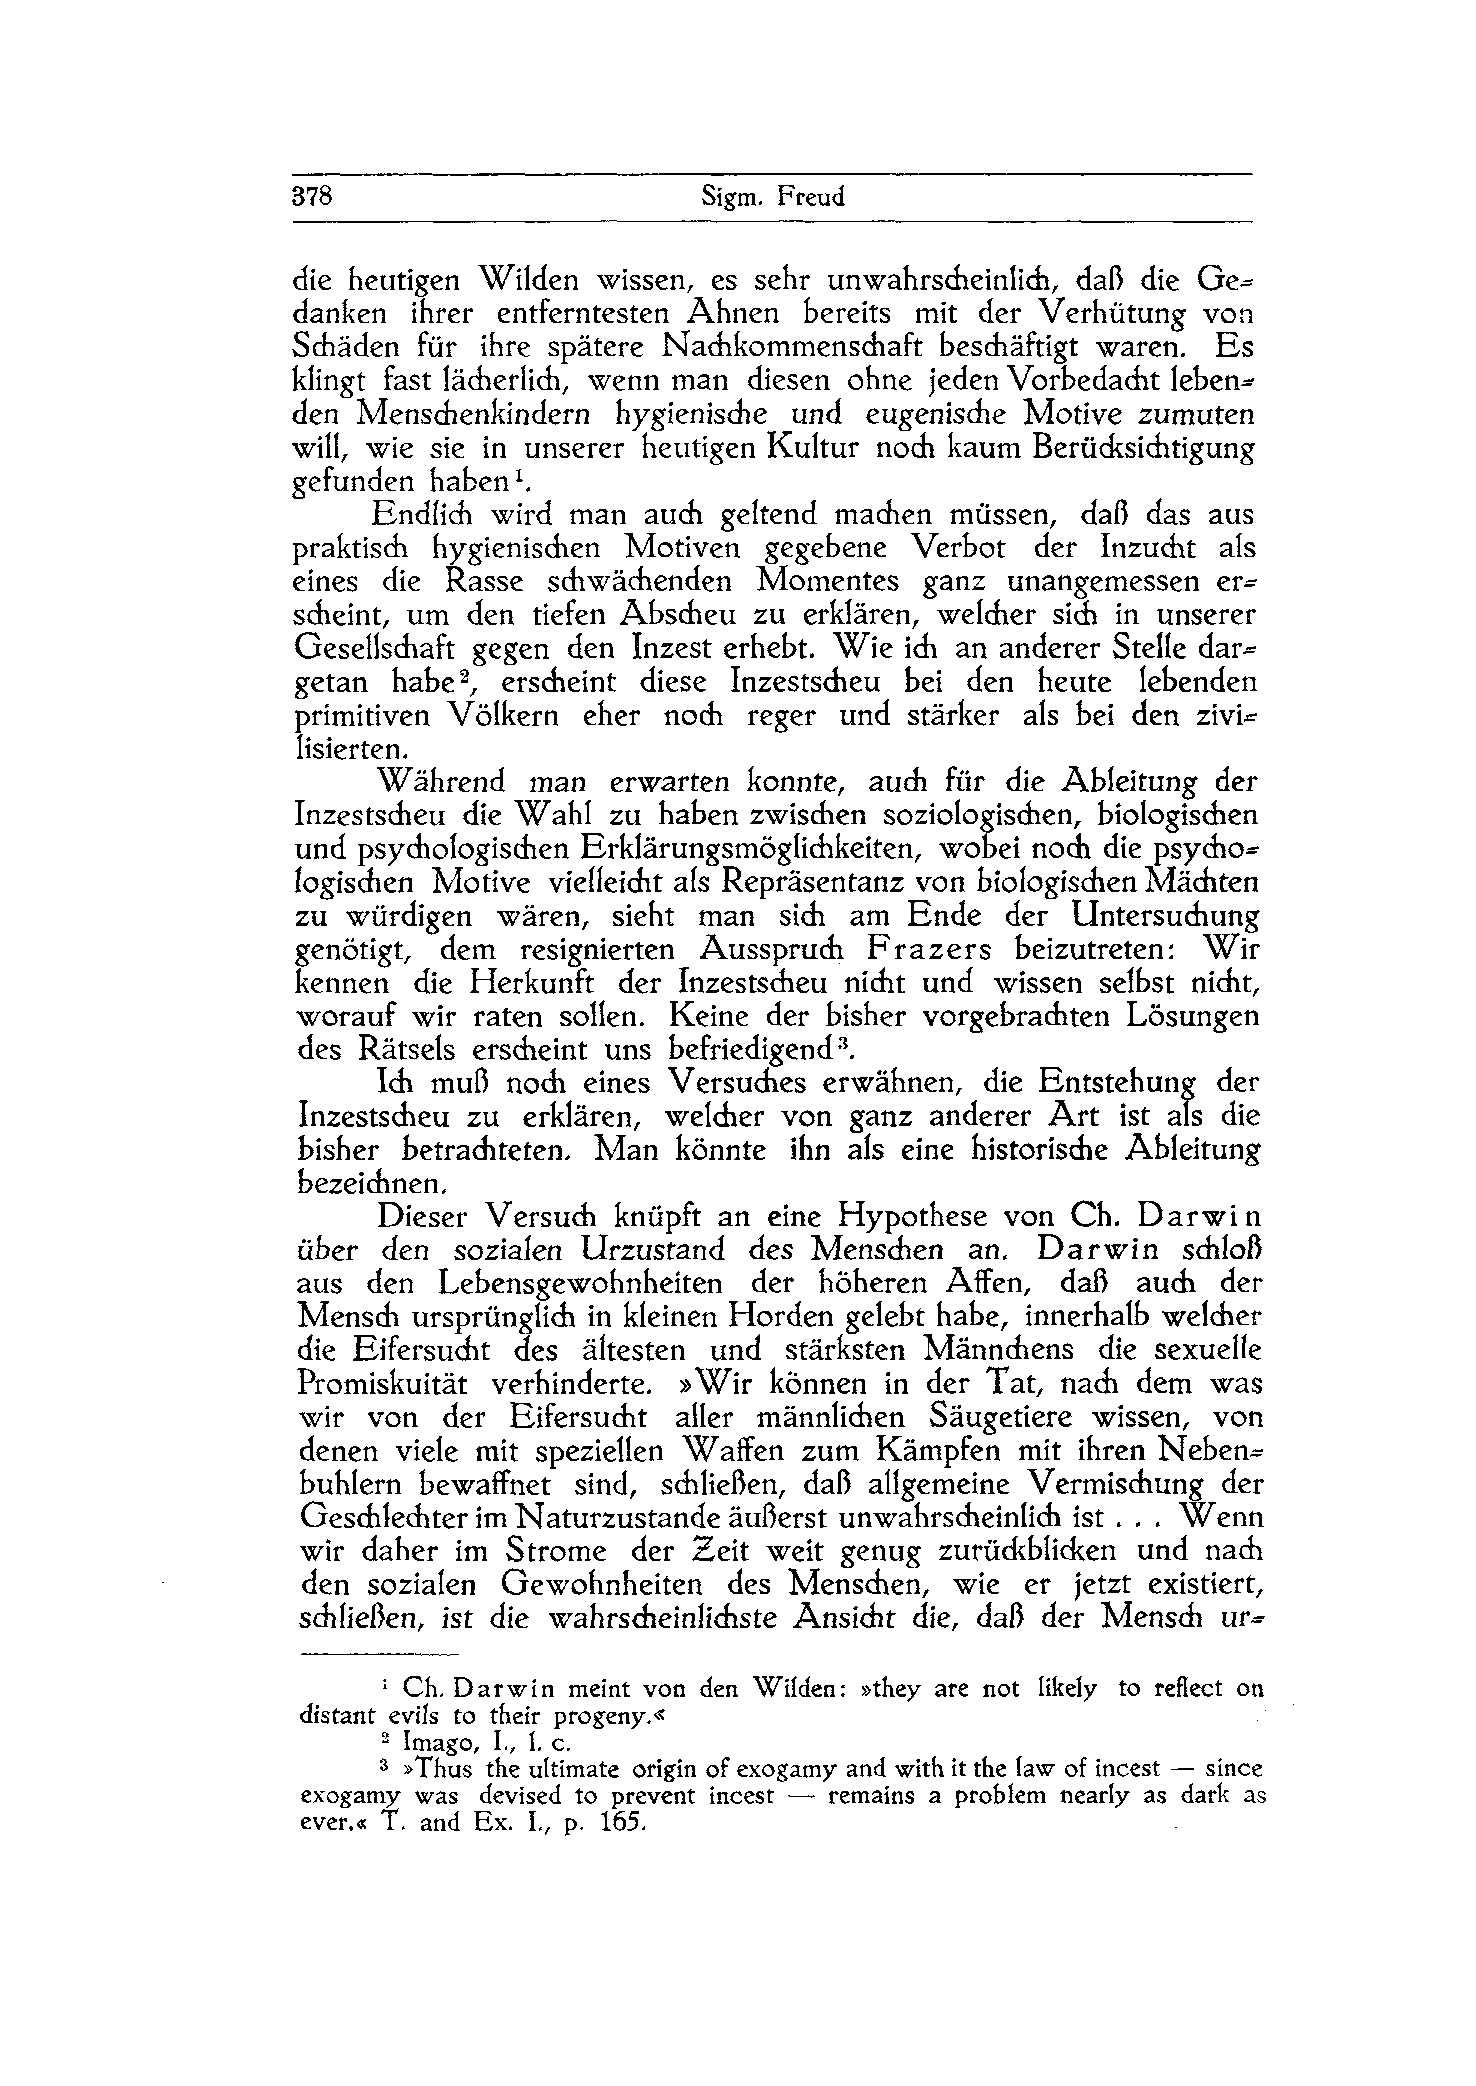 378 Sigm. Freud
die heutigen Wilden wissen, es sehr unwahrscheinlich, daß die Ge-
danken ihrer entferntesten Ahnen bereits mit der Verhütung von
Schäden für ihre spätere Nachkommenschaft beschäftigt waren. Es
klingt fast lächerlich, wenn man diesen ohne jeden Vorbedacht leben-
den Menschenkindern hygienische und eugenische Motive zumuten
will, wie sie in unserer heutigen Kultur noch kaum Berücksichtigung
gefunden haben¹.
Endlich wird man auch geltend machen müssen, daß das aus
praktisch hygienischen Motiven gegebene Verbot der Inzucht als
eines die Rasse schwächenden Momentes ganz unangemessen er-
scheint, um den tiefen Abscheu zu erklären, welcher sich in unserer
Gesellschaft gegen den Inzest erhebt. Wie ich an anderer Stelle dar-
getan habe², erscheint diese Inzestscheu bei den heute lebenden
primitiven Völkern eher noch reger und stärker als bei den zivi-
lisierten.
Während man erwarten konnte, auch für die Ableitung der
Inzestscheu die Wahl zu haben zwischen soziologischen, biologischen
und psychologischen Erklärungsmöglichkeiten, wobei noch die psycho-
logischen Motive vielleicht als Repräsentanz von biologischen Mächten
zu würdigen wären, sieht man sich am Ende der Untersuchung
genötigt, dem resignierten Ausspruch Frazers beizutreten: Wir
kennen die Herkunft der Inzestscheu nicht und wissen selbst nicht,
worauf wir raten sollen. Keine der bisher vorgebrachten Lösungen
des Rätsels erscheint uns befriedigend³.
Ich muß noch eines Versuches erwähnen, die Entstehung der
Inzestscheu zu erklären, welcher von ganz anderer Art ist als die
bisher betrachteten. Man könnte ihn als eine historische Ableitung
bezeichnen.
Dieser Versuch knüpft an eine Hypothese von Ch. Darwin
über den sozialen Urzustand des Menschen an. Darwin schloß
aus den Lebensgewohnheiten der höheren Affen, daß auch der
Mensch ursprünglich in kleinen Horden gelebt habe, innerhalb welcher
die Eifersucht des ältesten und stärksten Männchens die sexuelle
Promiskuität verhinderte. »Wir können in der Tat, nach dem was
wir von der Eifersucht aller männlichen Säugetiere wissen, von
denen viele mit speziellen Waffen zum Kämpfen mit ihren Neben-
buhlern bewaffnet sind, schließen, daß allgemeine Vermischung der
Geschlechter im Naturzustande äußerst unwahrscheinlich ist . . . Wenn
wir daher im Strome der Zeit weit genug zurückblicken und nach
den sozialen Gewohnheiten des Menschen, wie er jetzt existiert,
schließen, ist die wahrscheinlichste Ansicht die, daß der Mensch ur-
¹ Ch. Darwin meint von den Wilden: »they are not likely to reflect on
distant evils to their progeny.«
² Imago, I., l. c.
³ »Thus the ultimate origin of exogamy and with it the law of incest — since
exogamy was devised to prevent incest — remains a problem nearly as dark as
ever.« T. and Ex. I., p. 165.